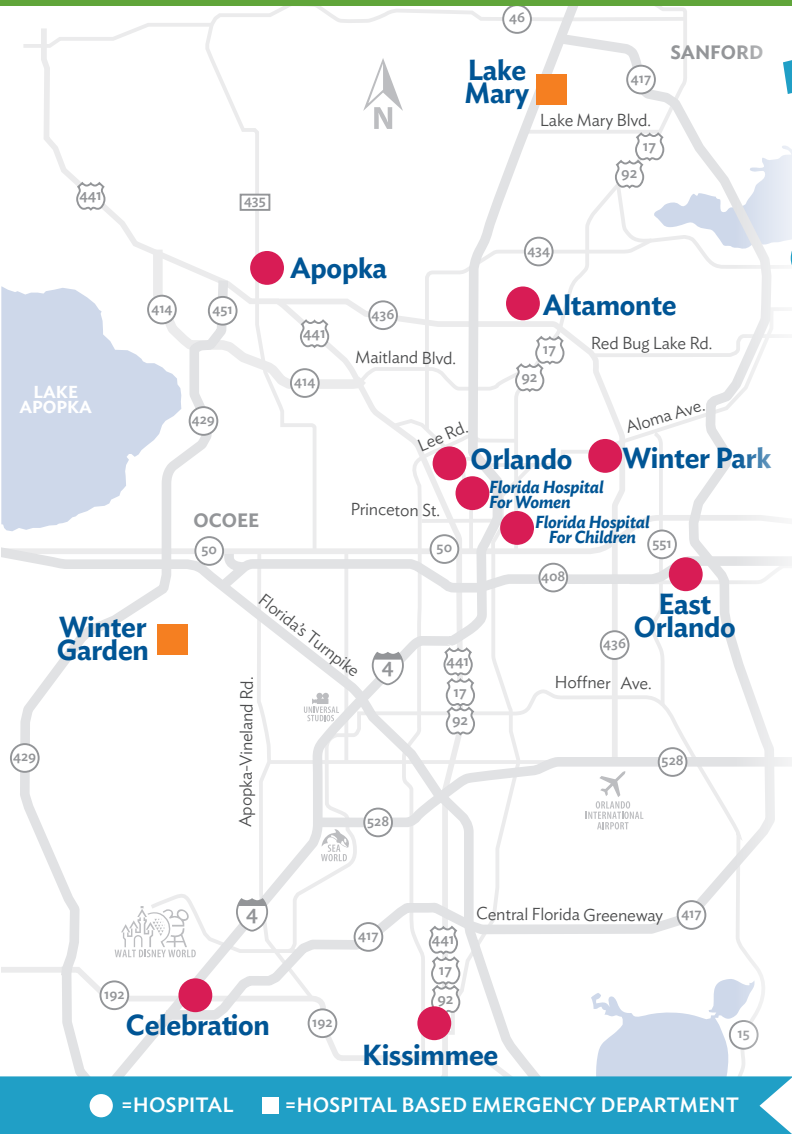 46
SANFORD
Lake
Mary
417
N
Lake Mary Blvd.
17
92
441
435
434
Apopka
Altamonte
414
451
436
441
17
Red Bug Lake Rd.
Maitland Blvd.
92
414
LAKE
APOPKA
429
Aloma Ave.
Lee Rd.
Orlando
Winter Park
Florida Hospital
For Women
Princeton St.
OCOEE
Florida Hospital
For Children
50
50
551
408
East
Orlando
Winter
Garden
Florida's Turnpike
436
4
441
17
92
Hoffner Ave.
Apopka-Vineland Rd.
UNIVERSAL
STUDIOS
429
528
ORLANDO
INTERNATIONAL
AIRPORT
528
SEA
WORLD
4
Central Florida Greeneway
417
417
441
WALT DISNEY WORLD
17
192
92
Celebration
192
15
Kissimmee
=HOSPITAL
=HOSPITAL BASED EMERGENCY DEPARTMENT